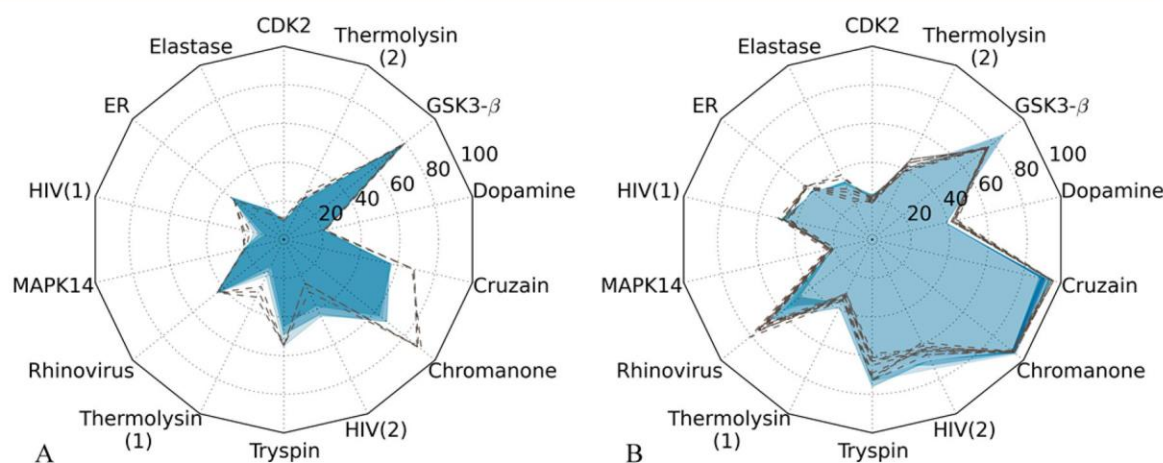 CDK2
Thermolysin
(2)
GSK3-β
Dopamine
Cruzain
Chromanone
HIV(2)
Tryspin
Thermolysin
(1)
Rhinovirus
MAPK14
HIV(1)
ER
Elastase
20
40
60
80
100
A
CDK2
Thermolysin
(2)
GSK3-β
Dopamine
Cruzain
Chromanone
HIV(2)
Tryspin
Thermolysin
(1)
Rhinovirus
MAPK14
HIV(1)
ER
Elastase
20
40
60
80
100
B